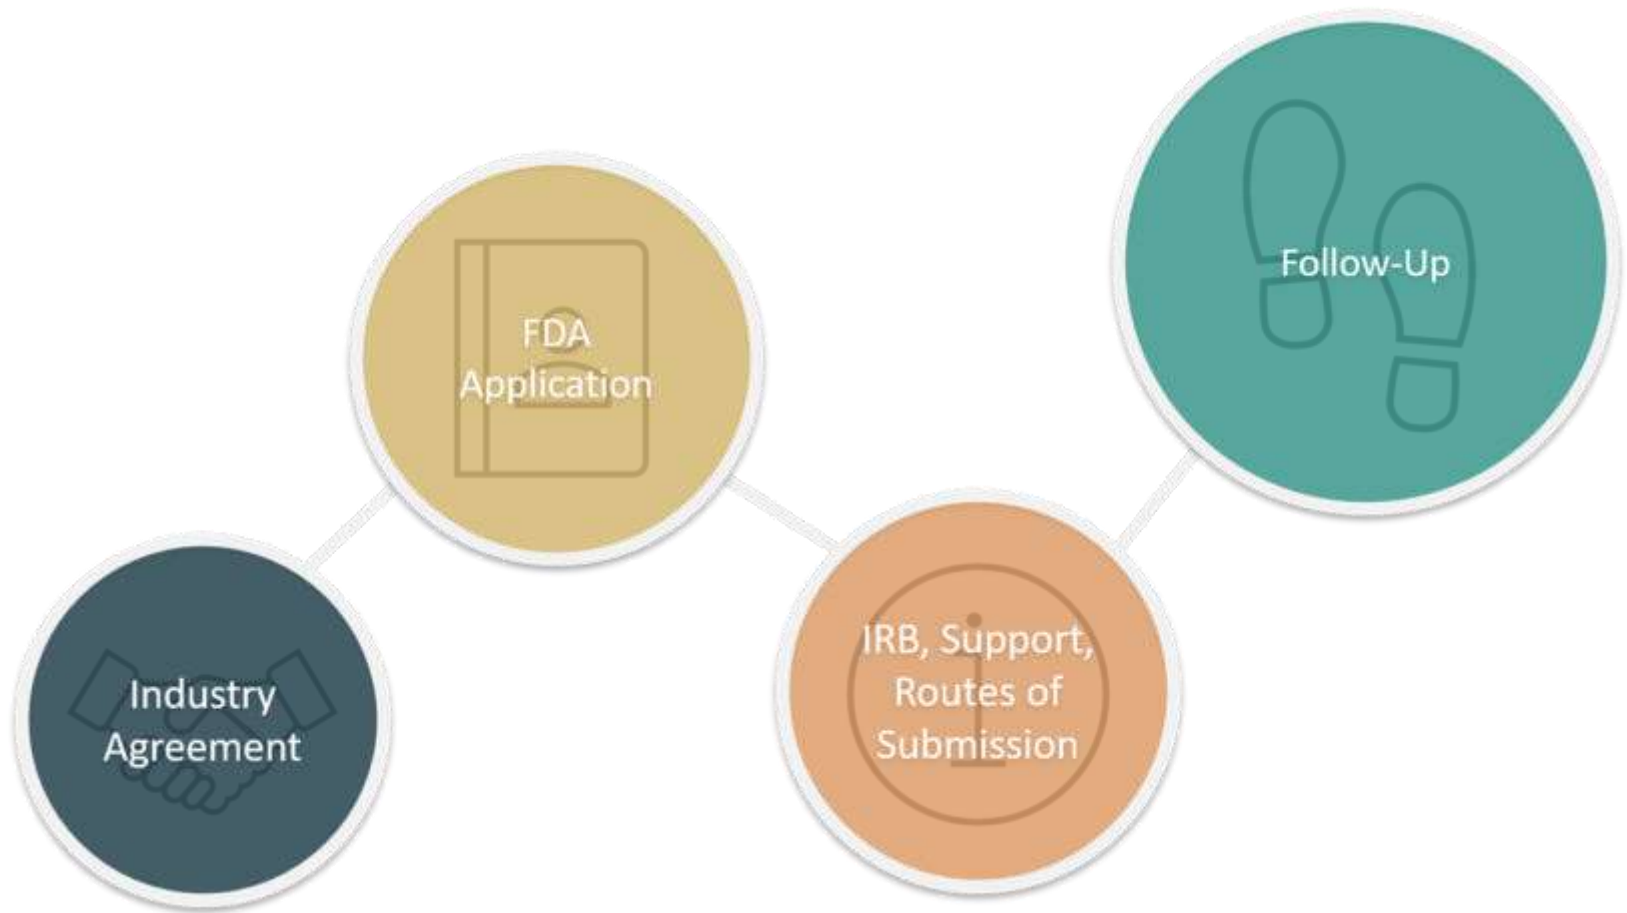 Industry
Agreement
FDA
Application
IRB, Support,
Routes of
Submission
Follow-Up